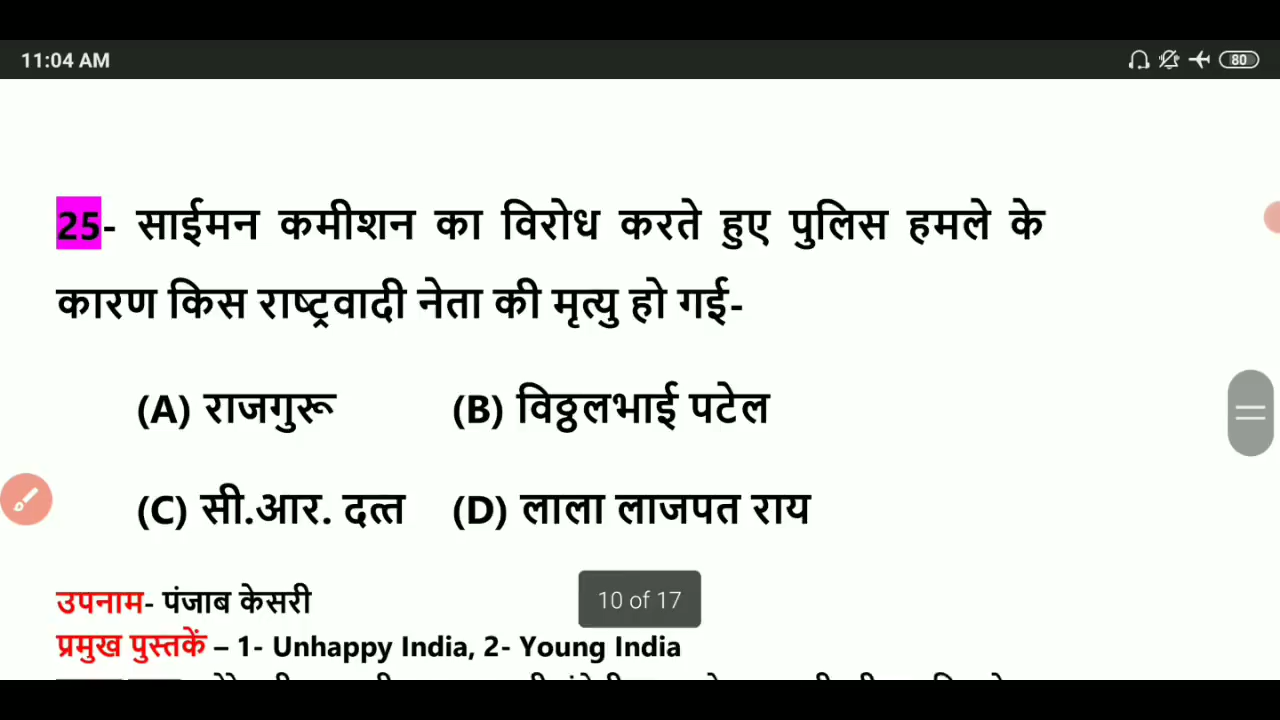 11:04 AM
80
25- साईमन कमीशन का विरोध करते हुए पुलिस हमले के
कारण किस राष्ट्रवादी नेता की मृत्यु हो गई-
(A) राजगुरू (B) विठ्ठलभाई पटेल
(C) सी.आर. दत्त (D) लाला लाजपत राय
उपनाम- पंजाब केसरी
10 of 17
प्रमुख पुस्तकें – 1- Unhappy India, 2- Young India